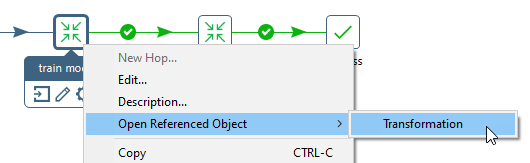 train mo
ss
New Hop...
Edit...
Description...
Open Referenced Object
Transformation
Copy CTRL-C